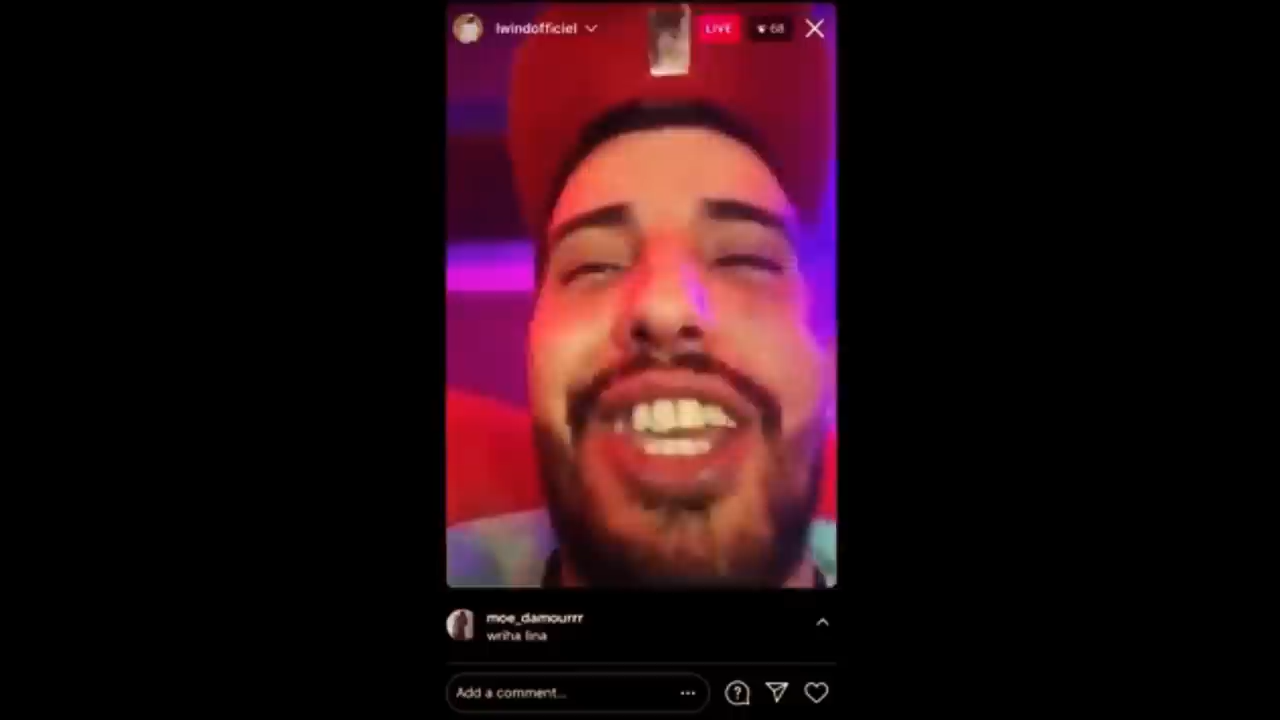 lwindofficiel
LIVE
68
moe_damourrr
wriha lina
Add a comment...